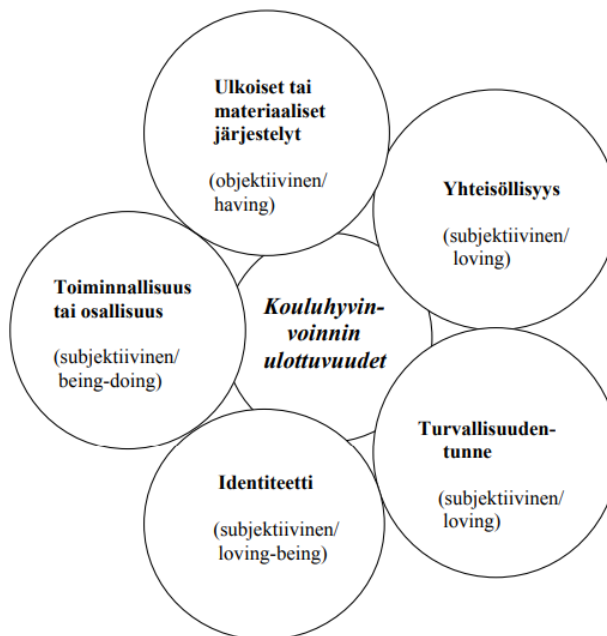 Ulkoiset tai
materiaaliset
järjestelyt
(objektiivinen/
having)
Yhteisöllisyys
(subjektiivinen/
loving)
Toiminnallisuus
tai osallisuus
(subjektiivinen/
being-doing)
Kouluhyvin-
voinnin
ulottuvuudet
Turvallisuuden-
tunne
(subjektiivinen/
loving)
Identiteetti
(subjektiivinen/
loving-being)